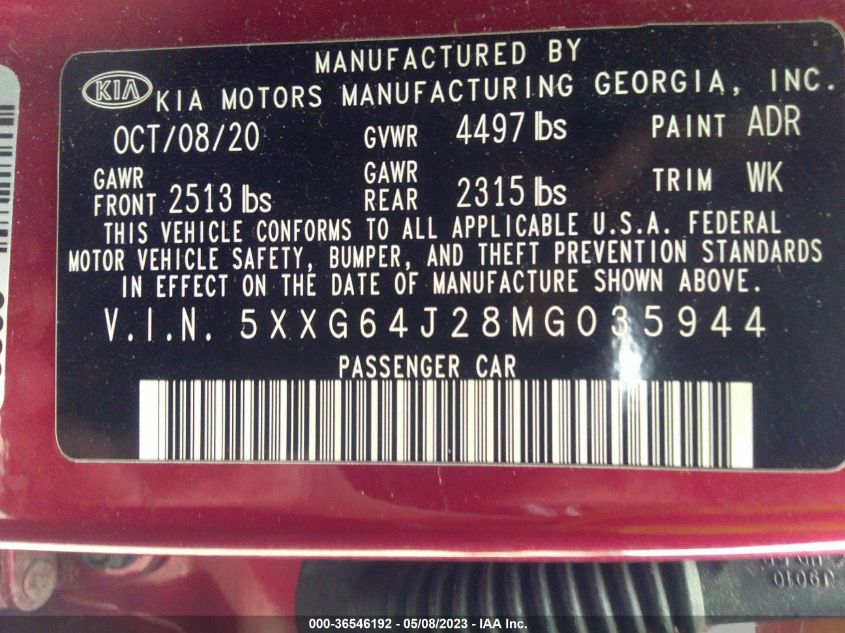 MANUFACTURED BY
KIA KIA MOTORS MANUFACTURING GEORGIA, INC.
OCT/08/20 GVWR 4497 lbs PAINT ADR
GAWR FRONT 2513 lbs GAWR REAR 2315 lbs TRIM WK
THIS VEHICLE CONFORMS TO ALL APPLICABLE U.S.A. FEDERAL
MOTOR VEHICLE SAFETY, BUMPER, AND THEFT PREVENTION STANDARDS
IN EFFECT ON THE DATE OF MANUFACTURE SHOWN ABOVE.
V.I.N. 5XXG64J28MG035944
PASSENGER CAR
000-36546192 - 05/08/2023 - IAA Inc.